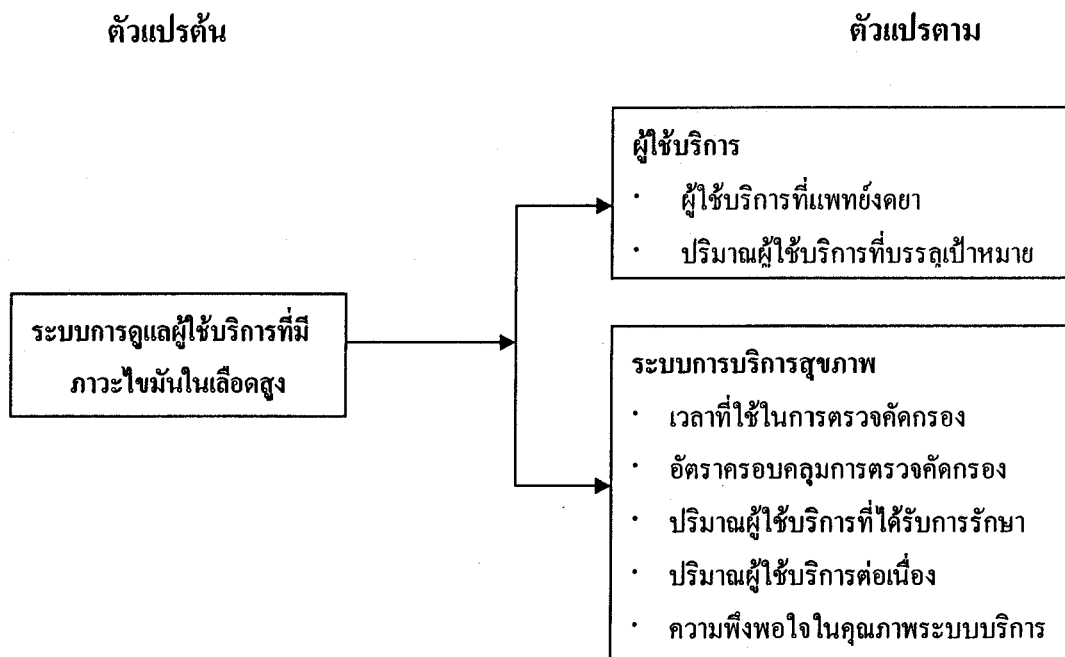 ตัวแปรต้น
ตัวแปรตาม
ผู้ใช้บริการ
· ผู้ใช้บริการที่แพทย์งดยา
· ปริมาณผู้ใช้บริการที่บรรลุเป้าหมาย
ระบบการดูแลผู้ใช้บริการที่มี
ภาวะไขมันในเลือดสูง
ระบบการบริการสุขภาพ
· เวลาที่ใช้ในการตรวจคัดกรอง
· อัตราครอบคลุมการตรวจคัดกรอง
· ปริมาณผู้ใช้บริการที่ได้รับการรักษา
· ปริมาณผู้ใช้บริการต่อเนื่อง
· ความพึงพอใจในคุณภาพระบบบริการ